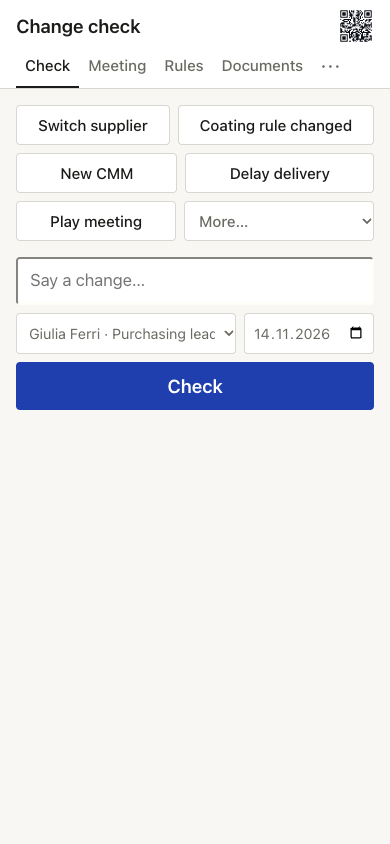 Change check
Check Meeting Rules Documents ···
Switch supplier Coating rule changed
New CMM Delay delivery
Play meeting More...
Say a change...
Giulia Ferri · Purchasing leac 14.11.2026
Check